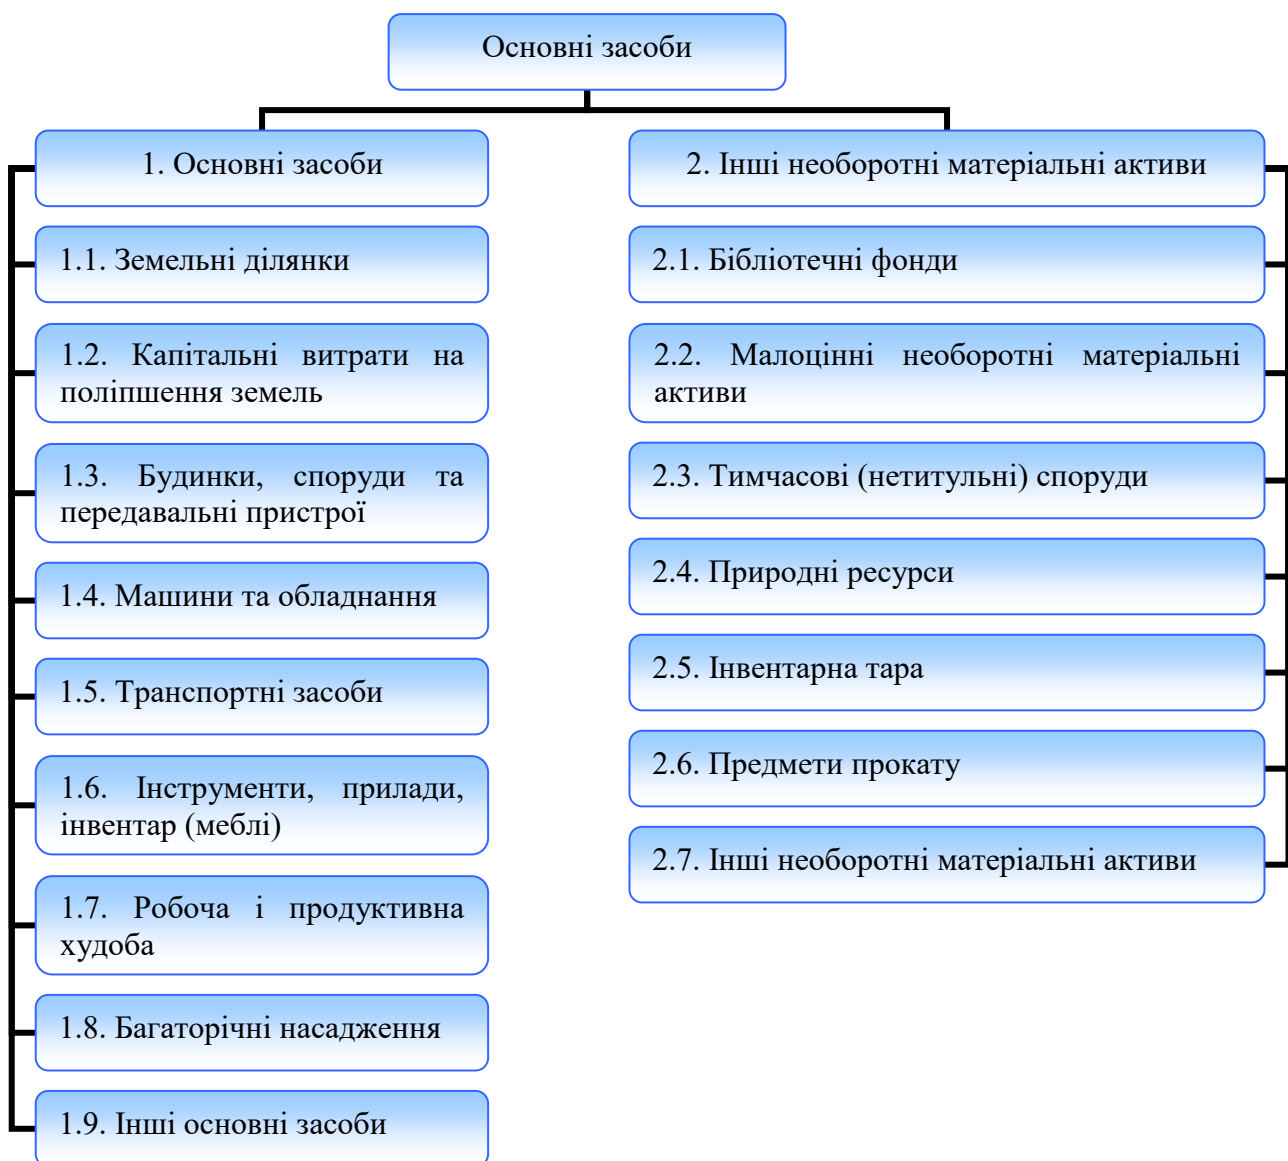 Основні засоби
1. Основні засоби
1.1. Земельні ділянки
1.2. Капітальні витрати на
поліпшення земель
1.3. Будинки, споруди та
передавальні пристрої
1.4. Машини та обладнання
1.5. Транспортні засоби
1.6. Інструменти, прилади,
інвентар (меблі)
1.7. Робоча і продуктивна
худоба
1.8. Багаторічні насадження
1.9. Інші основні засоби
2. Інші необоротні матеріальні активи
2.1. Бібліотечні фонди
2.2. Малоцінні необоротні матеріальні
активи
2.3. Тимчасові (нетитульні) споруди
2.4. Природні ресурси
2.5. Інвентарна тара
2.6. Предмети прокату
2.7. Інші необоротні матеріальні активи